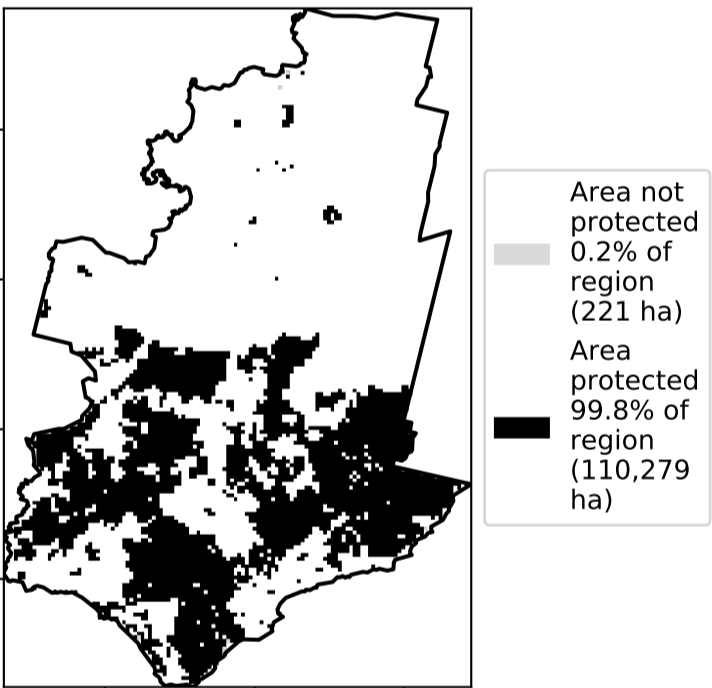 Area not
protected
0.2% of
region
(221 ha)
Area
protected
99.8% of
region
(110,279
ha)